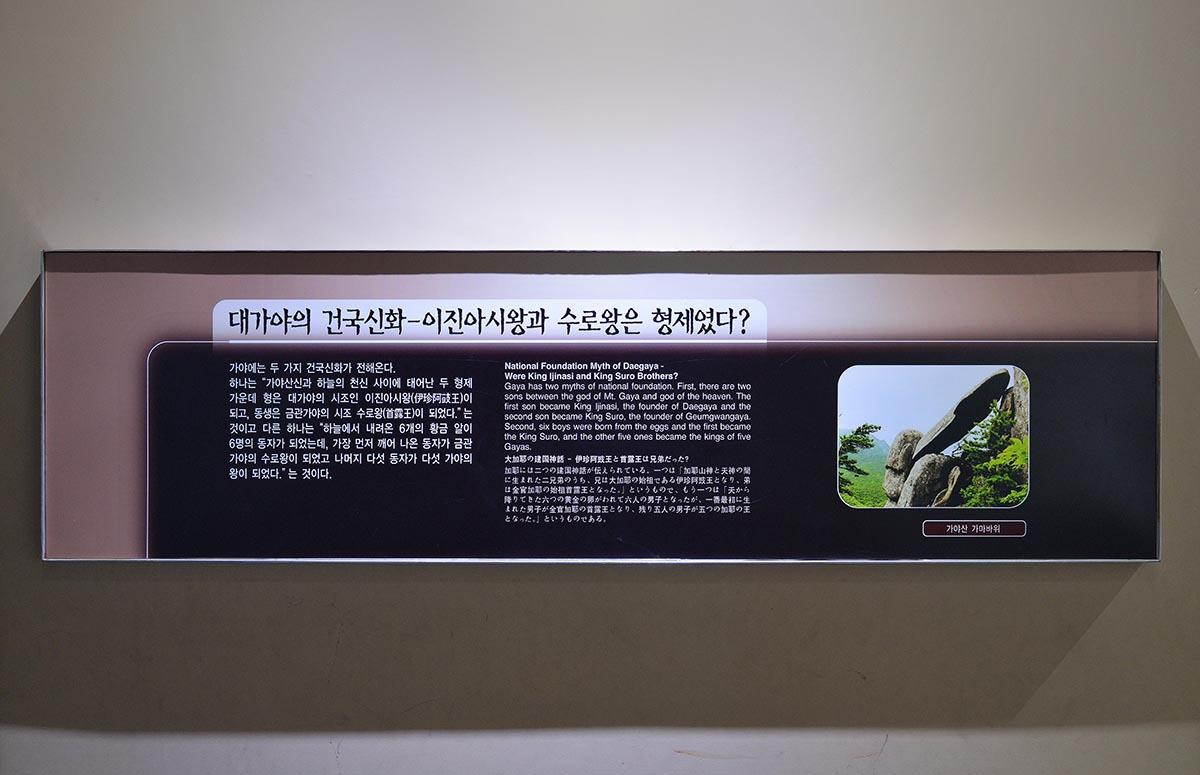 대가야의 건국신화-이진아시왕과 수로왕은 형제였다?
가야에는 두 가지 건국신화가 전해온다.
하나는 "가야산신과 하늘의 천신 사이에 태어난 두 형제
가운데 형은 대가야의 시조인 이진아시왕(伊珍阿豉王)이
되고, 동생은 금관가야의 시조 수로왕(首露王)이 되었다." 는
것이고 다른 하나는 "하늘에서 내려온 6개의 황금 알이
6명의 동자가 되었는데, 가장 먼저 깨어 나온 동자가 금관
가야의 수로왕이 되었고 나머지 다섯 동자가 다섯 가야의
왕이 되었다." 는 것이다.
National Foundation Myth of Daegaya -
Were King Ijinasi and King Suro Brothers?
Gaya has two myths of national foundation. First, there are two
sons between the god of Mt. Gaya and god of the heaven. The
first son became King Ijinasi, the founder of Daegaya and the
second son became King Suro, the founder of Geumgwangaya.
Second, six boys were born from the eggs and the first became
the King Suro, and the other five ones became the kings of five
Gayas.
大加耶の建国神話 - 伊珍阿豉王と首露王は兄弟だった?
加耶には二つの建国神話が伝えられている。一つは「加耶山神と天神の間
に生まれた二兄弟のうち、兄は大加耶の始祖である伊珍阿豉王となり、弟
は金官加耶の始祖首露王となった。」というもので、もう一つは「天から
降りてきた六つの黄金の卵がわれて六人の男子となったが、一番最初に生
まれた男子が金官加耶の首露王となり、残り五人の男子が五つの加耶の王
となった。」というものである。
가야산 가마바위